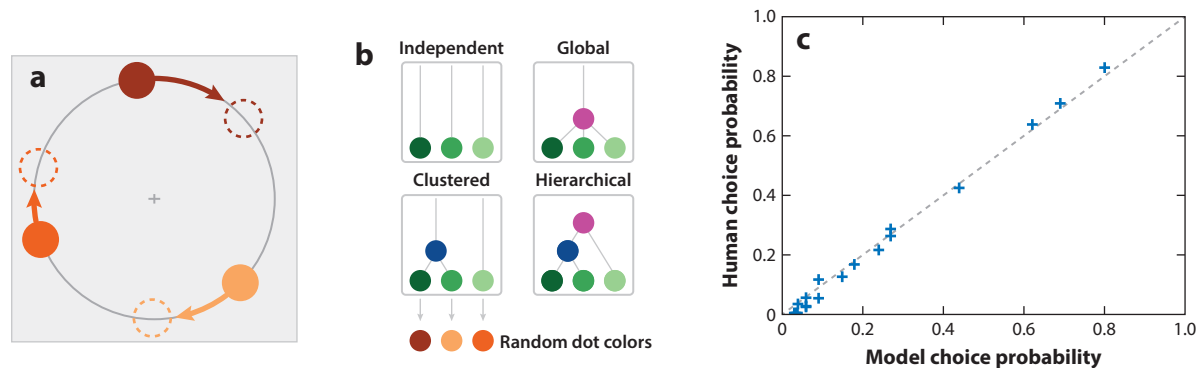 a
b
Independent
Global
Clustered
Hierarchical
Random dot colors
c
Human choice probability
1.0
0.8
0.6
0.4
0.2
0
0
0.2
0.4
0.6
0.8
1.0
Model choice probability